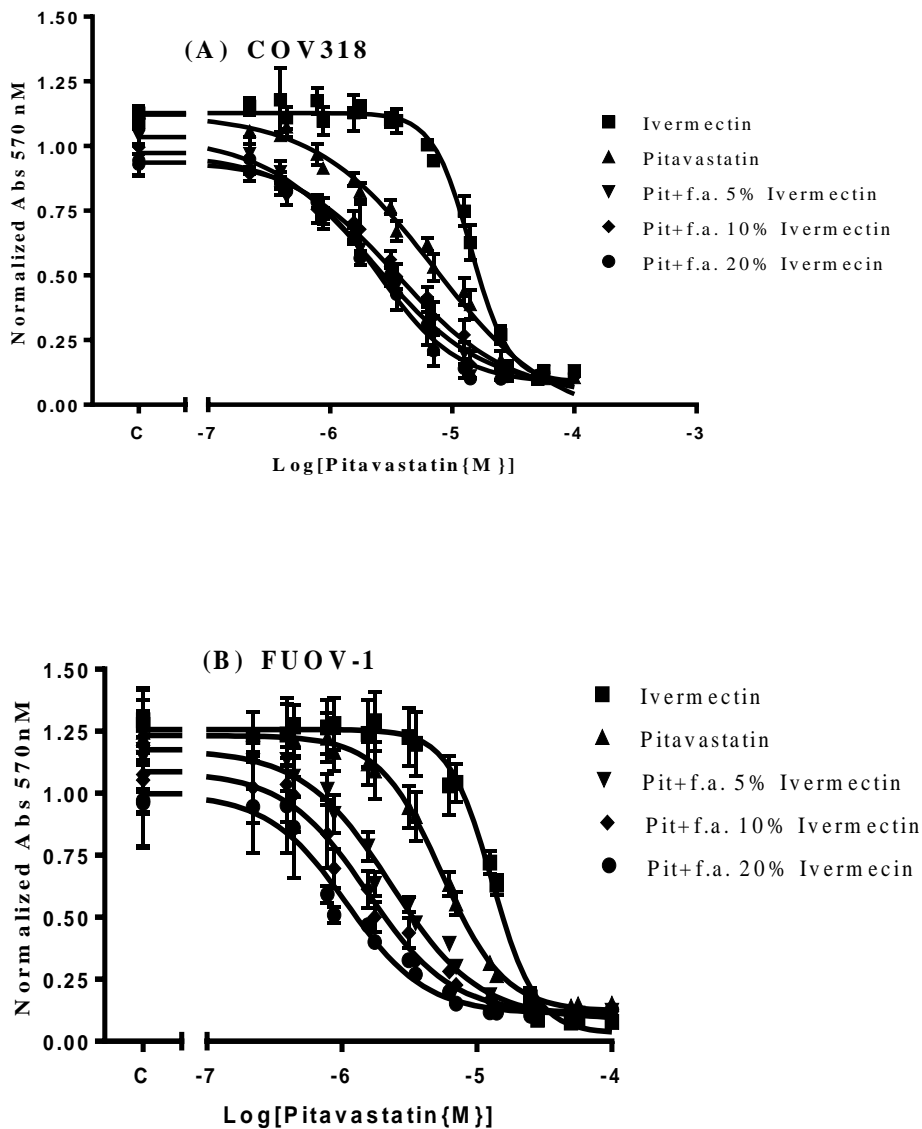 (A) COV318
Normalized Abs 570 nM
1.50
1.25
1.00
0.75
0.50
0.25
0.00
C
-7
-6
-5
-4
-3
Log[Pitavastatin{M}]
Ivermectin
Pitavastatin
Pit+f.a. 5% Ivermectin
Pit+f.a. 10% Ivermectin
Pit+f.a. 20% Ivermecin
(B) FUOV-1
Normalized Abs 570nM
1.50
1.25
1.00
0.75
0.50
0.25
0.00
C
-7
-6
-5
-4
Log[Pitavastatin{M}]
Ivermectin
Pitavastatin
Pit+f.a. 5% Ivermectin
Pit+f.a. 10% Ivermectin
Pit+f.a. 20% Ivermecin